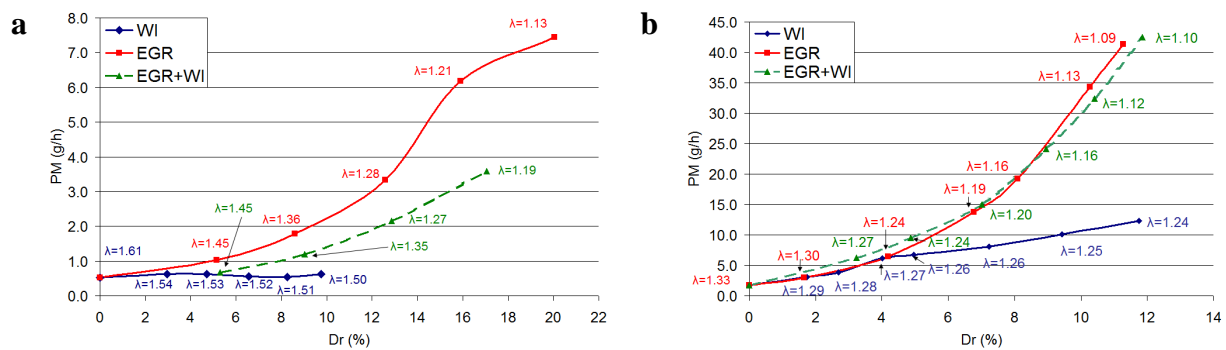 a
WI
EGR
EGR+WI
PM (g/h)
8.0
7.0
6.0
5.0
4.0
3.0
2.0
1.0
0.0
λ=1.13
λ=1.21
λ=1.28
λ=1.19
λ=1.45
λ=1.36
λ=1.27
λ=1.61
λ=1.45
λ=1.35
λ=1.54
λ=1.53
λ=1.52
λ=1.51
λ=1.50
0 2 4 6 8 10 12 14 16 18 20 22
Dr (%)
b
WI
EGR
EGR+WI
PM (g/h)
45.0
40.0
35.0
30.0
25.0
20.0
15.0
10.0
5.0
0.0
λ=1.09
λ=1.10
λ=1.13
λ=1.12
λ=1.16
λ=1.16
λ=1.19
λ=1.20
λ=1.24
λ=1.24
λ=1.27
λ=1.24
λ=1.30
λ=1.25
λ=1.26
λ=1.26
λ=1.27
λ=1.33
λ=1.29
λ=1.28
0 2 4 6 8 10 12 14
Dr (%)